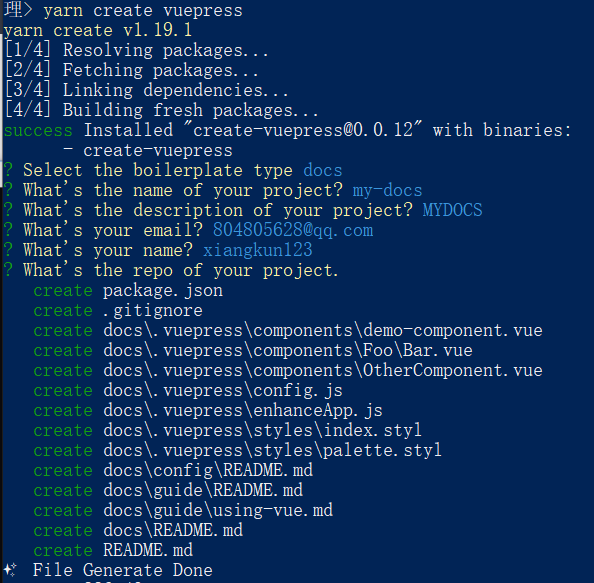 理> yarn create vuepress
yarn create v1.19.1
[1/4] Resolving packages...
[2/4] Fetching packages...
[3/4] Linking dependencies...
[4/4] Building fresh packages...
success Installed "create-vuepress@0.0.12" with binaries:
- create-vuepress
? Select the boilerplate type docs
? What's the name of your project? my-docs
? What's the description of your project? MYDOCS
? What's your email? 804805628@qq.com
? What's your name? xiangkun123
? What's the repo of your project.
create package.json
create .gitignore
create docs\.vuepress\components\demo-component.vue
create docs\.vuepress\components\Foo\Bar.vue
create docs\.vuepress\components\OtherComponent.vue
create docs\.vuepress\config.js
create docs\.vuepress\enhanceApp.js
create docs\.vuepress\styles\index.styl
create docs\.vuepress\styles\palette.styl
create docs\config\README.md
create docs\guide\README.md
create docs\guide\using-vue.md
create docs\README.md
create README.md
✨ File Generate Done